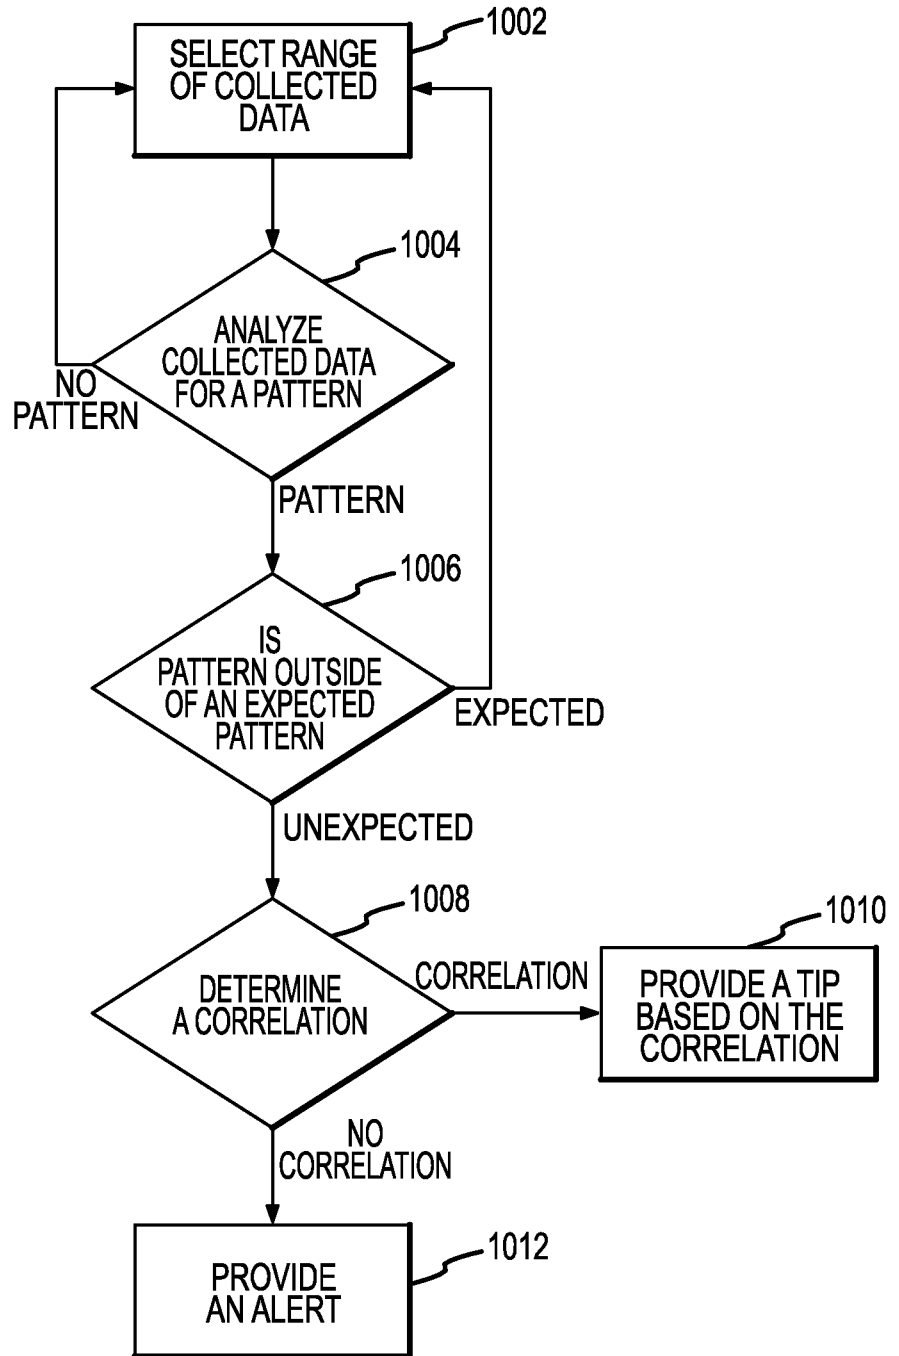 1002
SELECT RANGE
OF COLLECTED
DATA
1004
ANALYZE
COLLECTED DATA
FOR A PATTERN
NO
PATTERN
PATTERN
1006
IS
PATTERN OUTSIDE
OF AN EXPECTED
PATTERN
EXPECTED
UNEXPECTED
1008
DETERMINE
A CORRELATION
CORRELATION
1010
PROVIDE A TIP
BASED ON THE
CORRELATION
NO
CORRELATION
1012
PROVIDE
AN ALERT